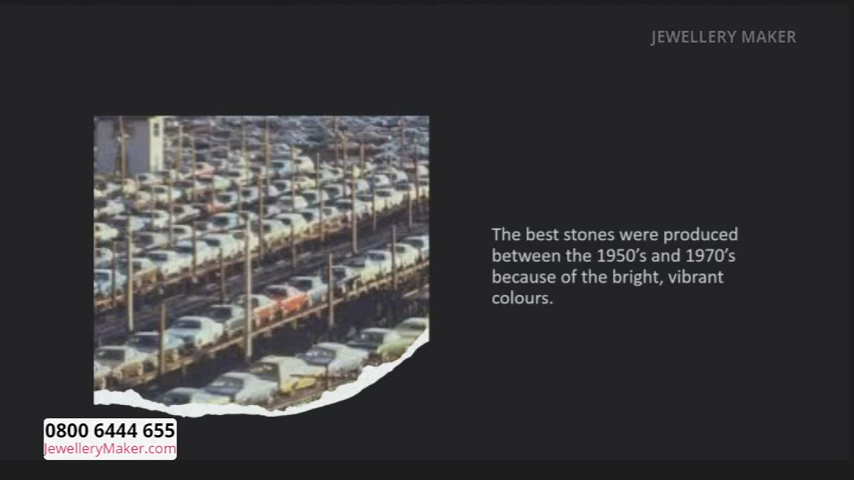 JEWELLERY MAKER
The best stones were produced
between the 1950's and 1970's
because of the bright, vibrant
colours.
0800 6444 655
JewelleryMaker.com